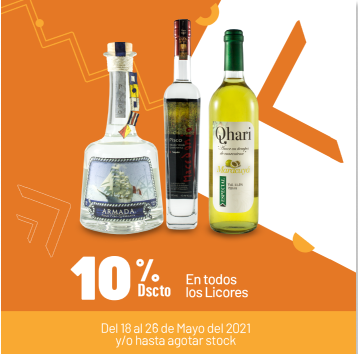 ARMADA
Qhari
10%
Dscto
En todos
los Licores
Del 18 al 26 de Mayo del 2021
y/o hasta agotar stock